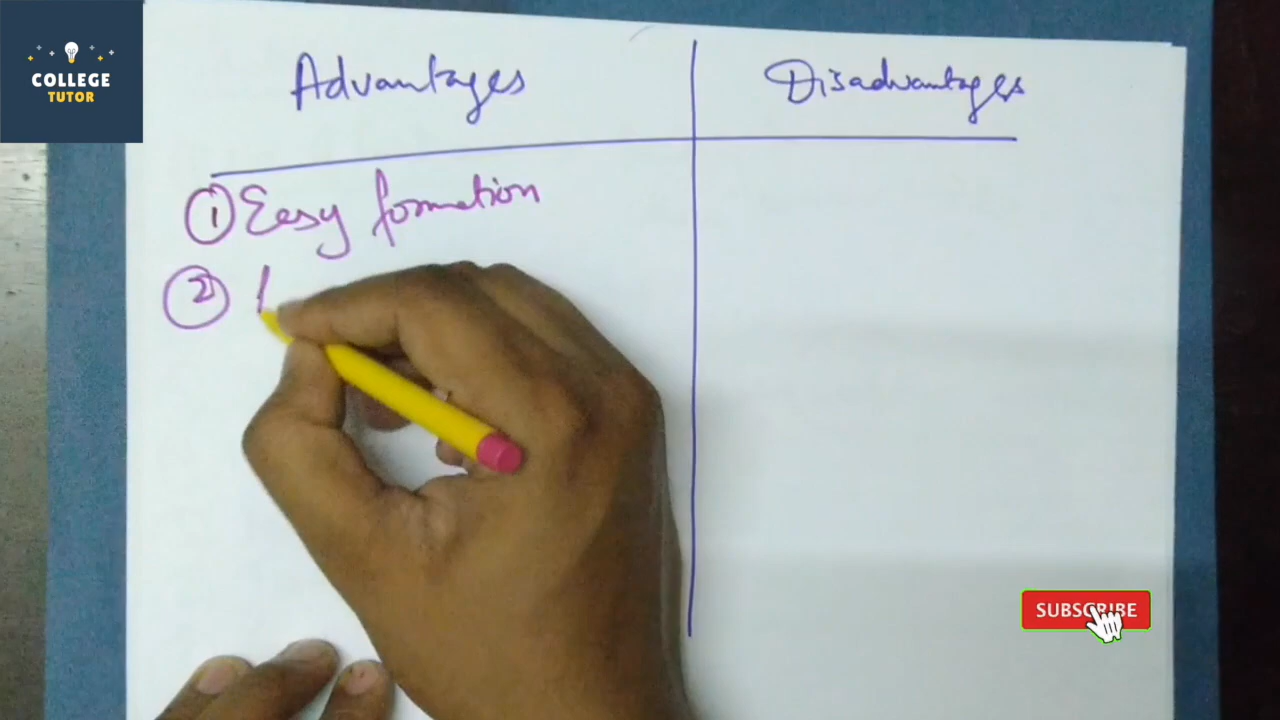 COLLEGE
TUTOR
Advantages
Disadvantages
① Easy formation
②
SUBSCRIBE